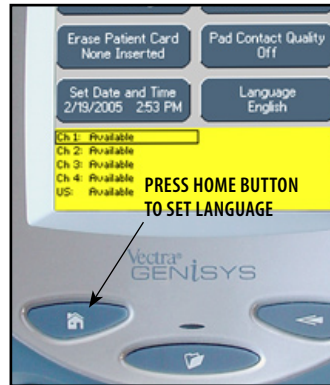 Erase Patient Card
None Inserted
Pad Contact Quality
Off
Set Date and Time
2/19/2005 2:53 PM
Language
English
Ch 1: Available
Ch 2: Available
Ch 3: Available
Ch 4: Available
US: Available
PRESS HOME BUTTON
TO SET LANGUAGE
Vectra®
GENiSYS